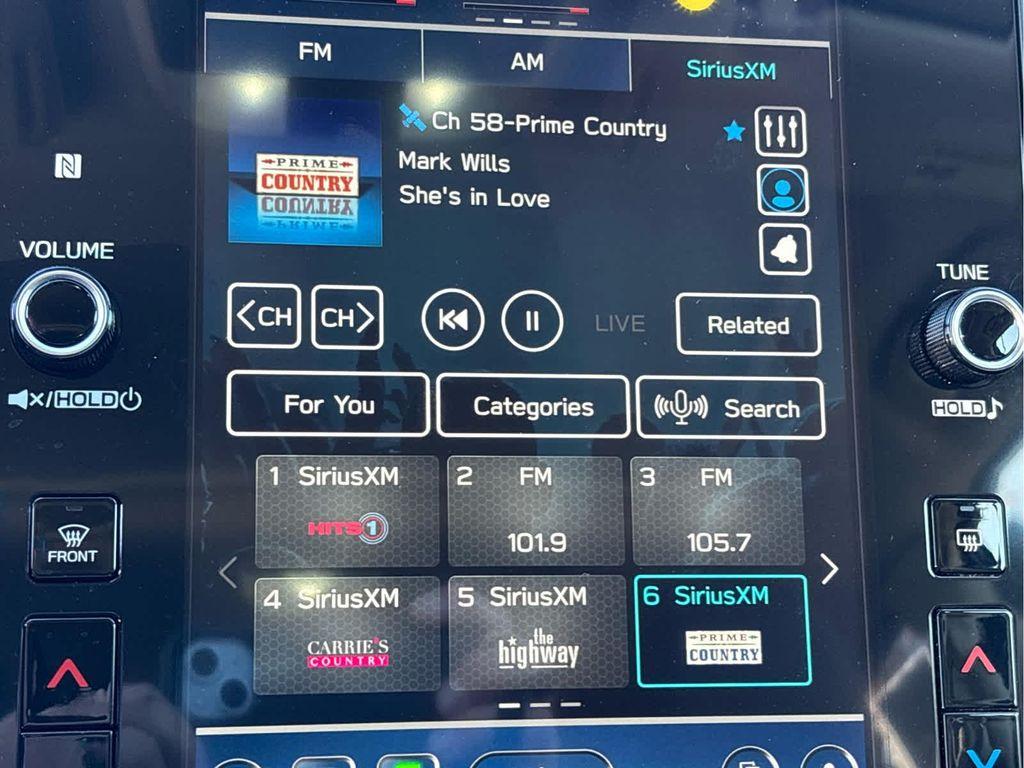 FM
AM
SiriusXM
Ch 58-Prime Country
Mark Wills
She's in Love
PRIME
COUNTRY
VOLUME
TUNE
<CH
CH>
LIVE
Related
HOLD
HOLD
For You
Categories
Search
1 SiriusXM
HITS1
2 FM
101.9
3 FM
105.7
FRONT
4 SiriusXM
CARRIE'S
COUNTRY
5 SiriusXM
the
highway
6 SiriusXM
PRIME
COUNTRY